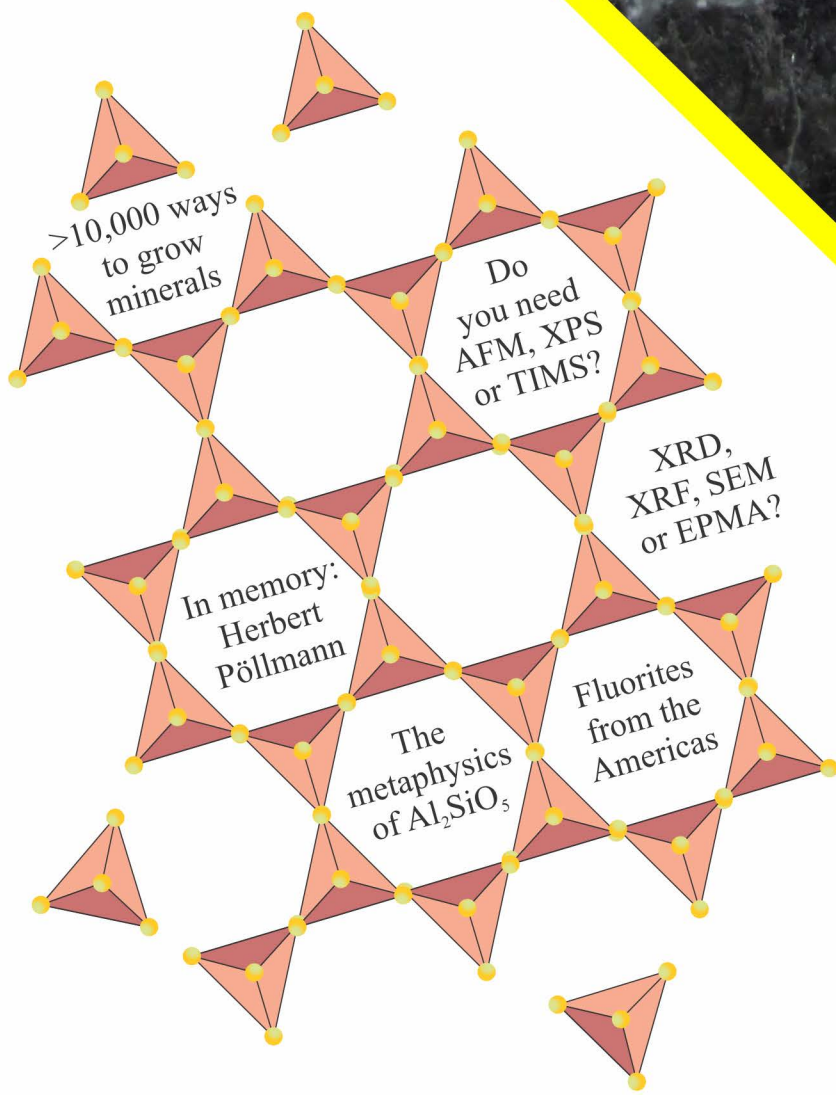 >10,000 ways
to grow
minerals
Do
you need
AFM, XPS
or TIMS?
XRD,
XRF, SEM
or EPMA?
In memory:
Herbert
Pöllmann
Fluorites
from the
Americas
The
metaphysics
of Al₂SiO₅